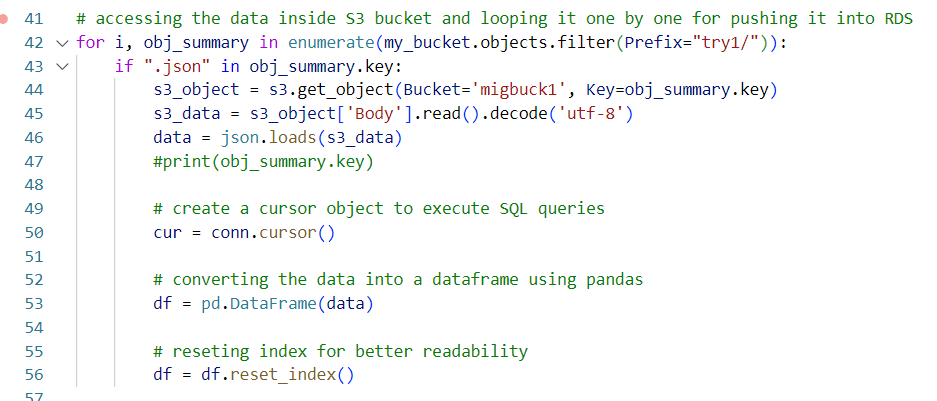 41 # accessing the data inside S3 bucket and looping it one by one for pushing it into RDS
42 for i, obj_summary in enumerate(my_bucket.objects.filter(Prefix="try1/")):
43     if ".json" in obj_summary.key:
44         s3_object = s3.get_object(Bucket='migbuck1', Key=obj_summary.key)
45         s3_data = s3_object['Body'].read().decode('utf-8')
46         data = json.loads(s3_data)
47         #print(obj_summary.key)
48
49         # create a cursor object to execute SQL queries
50         cur = conn.cursor()
51
52         # converting the data into a dataframe using pandas
53         df = pd.DataFrame(data)
54
55         # reseting index for better readability
56         df = df.reset_index()
57